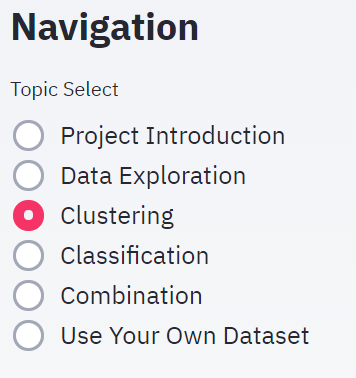 Navigation
Topic Select
Project Introduction
Data Exploration
Clustering
Classification
Combination
Use Your Own Dataset